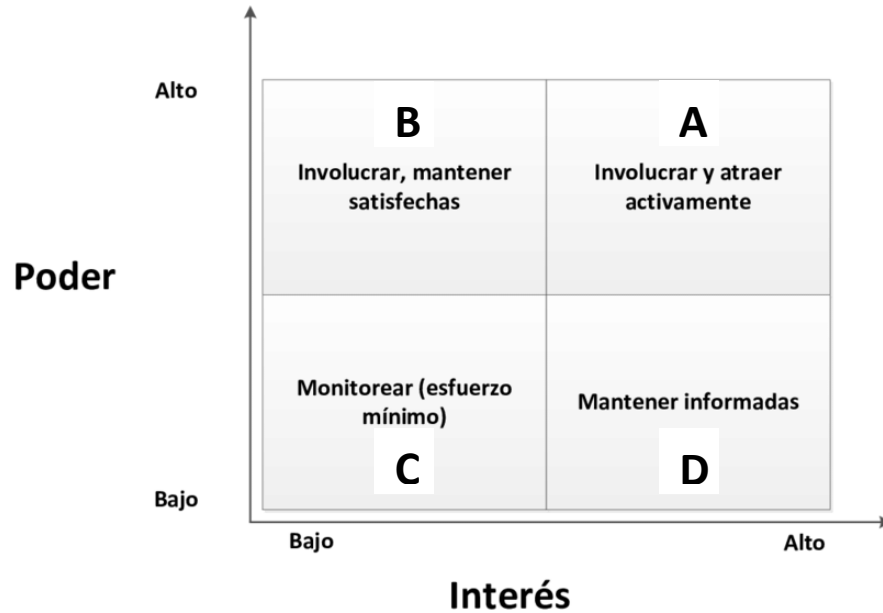 Alto
B
A
Involucrar, mantener
satisfechas
Involucrar y atraer
activamente
Poder
Monitorear (esfuerzo
mínimo)
Mantener informadas
C
D
Bajo
Bajo
Alto
Interés